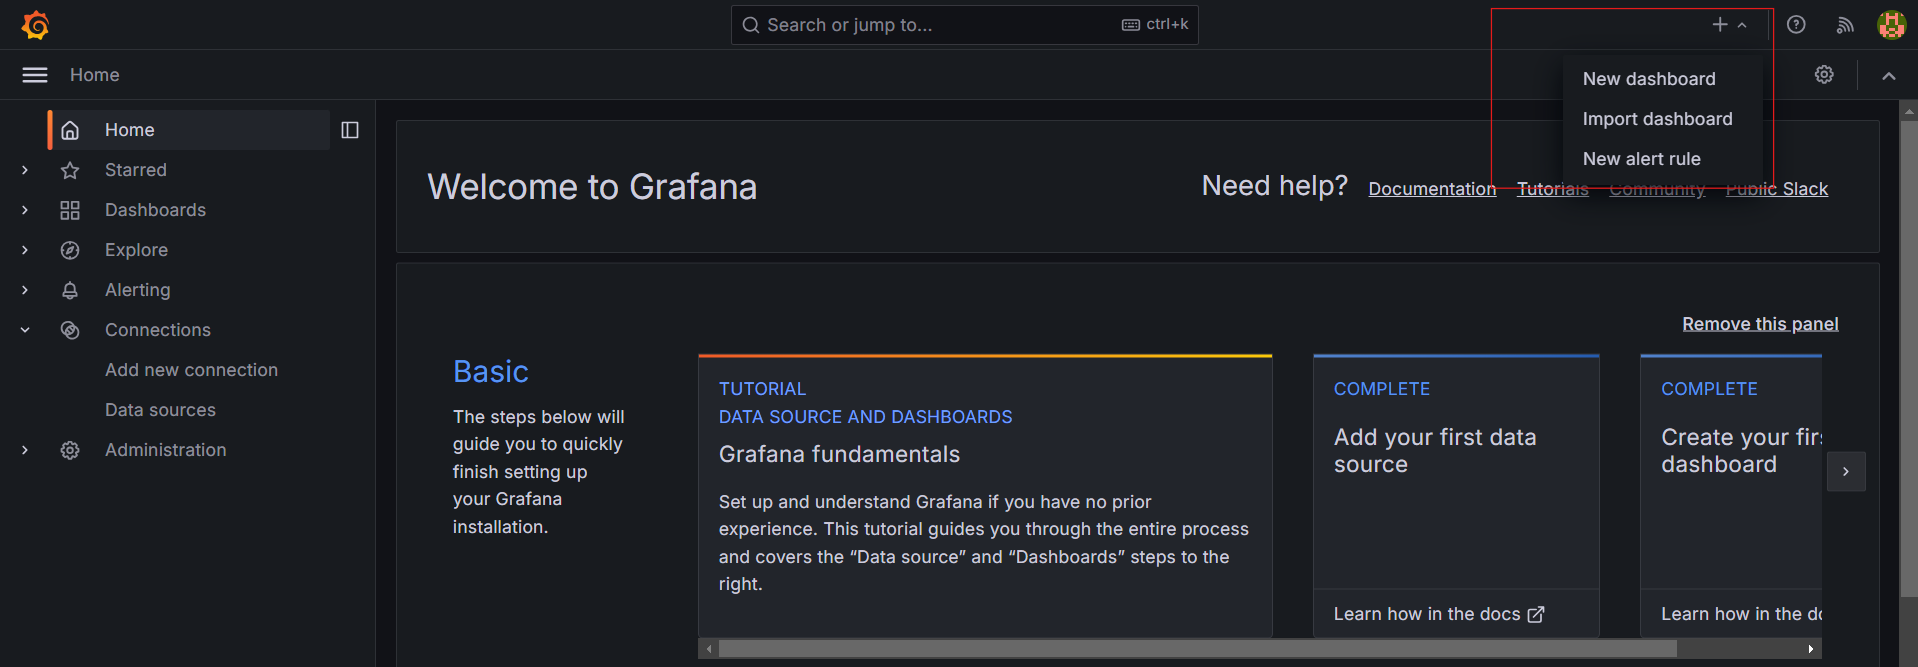 Search or jump to...
ctrl+k
Home
New dashboard
Import dashboard
New alert rule
Home
Starred
Dashboards
Explore
Alerting
Connections
Add new connection
Data sources
Administration
Welcome to Grafana
Need help?
Documentation
Tutorials
Community
Public Slack
Remove this panel
Basic
The steps below will
guide you to quickly
finish setting up
your Grafana
installation.
TUTORIAL
DATA SOURCE AND DASHBOARDS
Grafana fundamentals
Set up and understand Grafana if you have no prior
experience. This tutorial guides you through the entire process
and covers the “Data source” and “Dashboards” steps to the
right.
COMPLETE
Add your first data
source
Learn how in the docs
COMPLETE
Create your
dashboard
Learn how in the